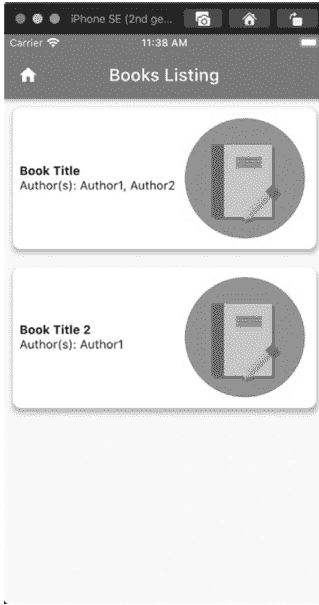 iPhone SE (2nd ge...
Carrier 11:38 AM
Books Listing
Book Title
Author(s): Author1, Author2
Book Title 2
Author(s): Author1